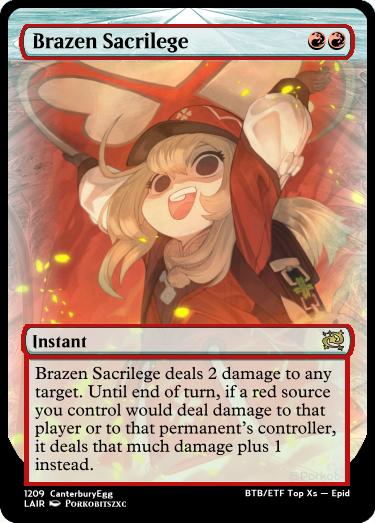 Brazen Sacrilege
Instant
Brazen Sacrilege deals 2 damage to any
target. Until end of turn, if a red source
you control would deal damage to that
player or to that permanent's controller,
it deals that much damage plus 1
instead.
1209 CanterburyEgg
BTB/ETF Top Xs — Epid
LAIR Porkobitszxc